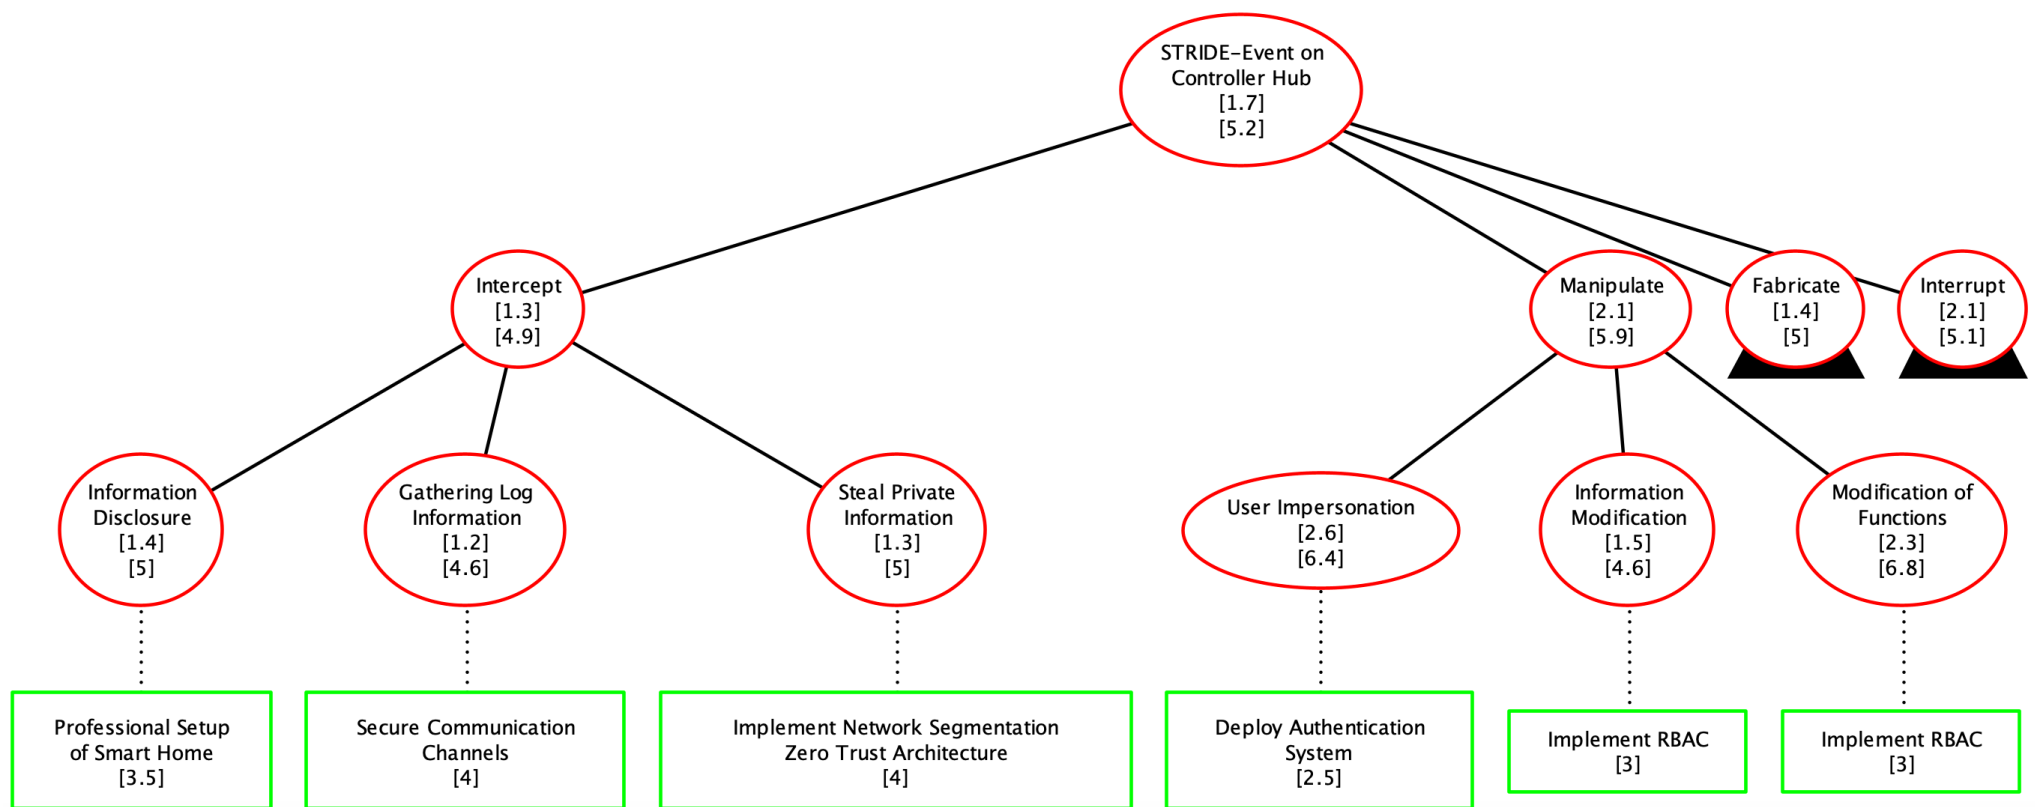 STRIDE–Event on
Controller Hub
[1.7]
[5.2]
Intercept
[1.3]
[4.9]
Manipulate
[2.1]
[5.9]
Fabricate
[1.4]
[5]
Interrupt
[2.1]
[5.1]
Information
Disclosure
[1.4]
[5]
Gathering Log
Information
[1.2]
[4.6]
Steal Private
Information
[1.3]
[5]
User Impersonation
[2.6]
[6.4]
Information
Modification
[1.5]
[4.6]
Modification of
Functions
[2.3]
[6.8]
Professional Setup
of Smart Home
[3.5]
Secure Communication
Channels
[4]
Implement Network Segmentation
Zero Trust Architecture
[4]
Deploy Authentication
System
[2.5]
Implement RBAC
[3]
Implement RBAC
[3]